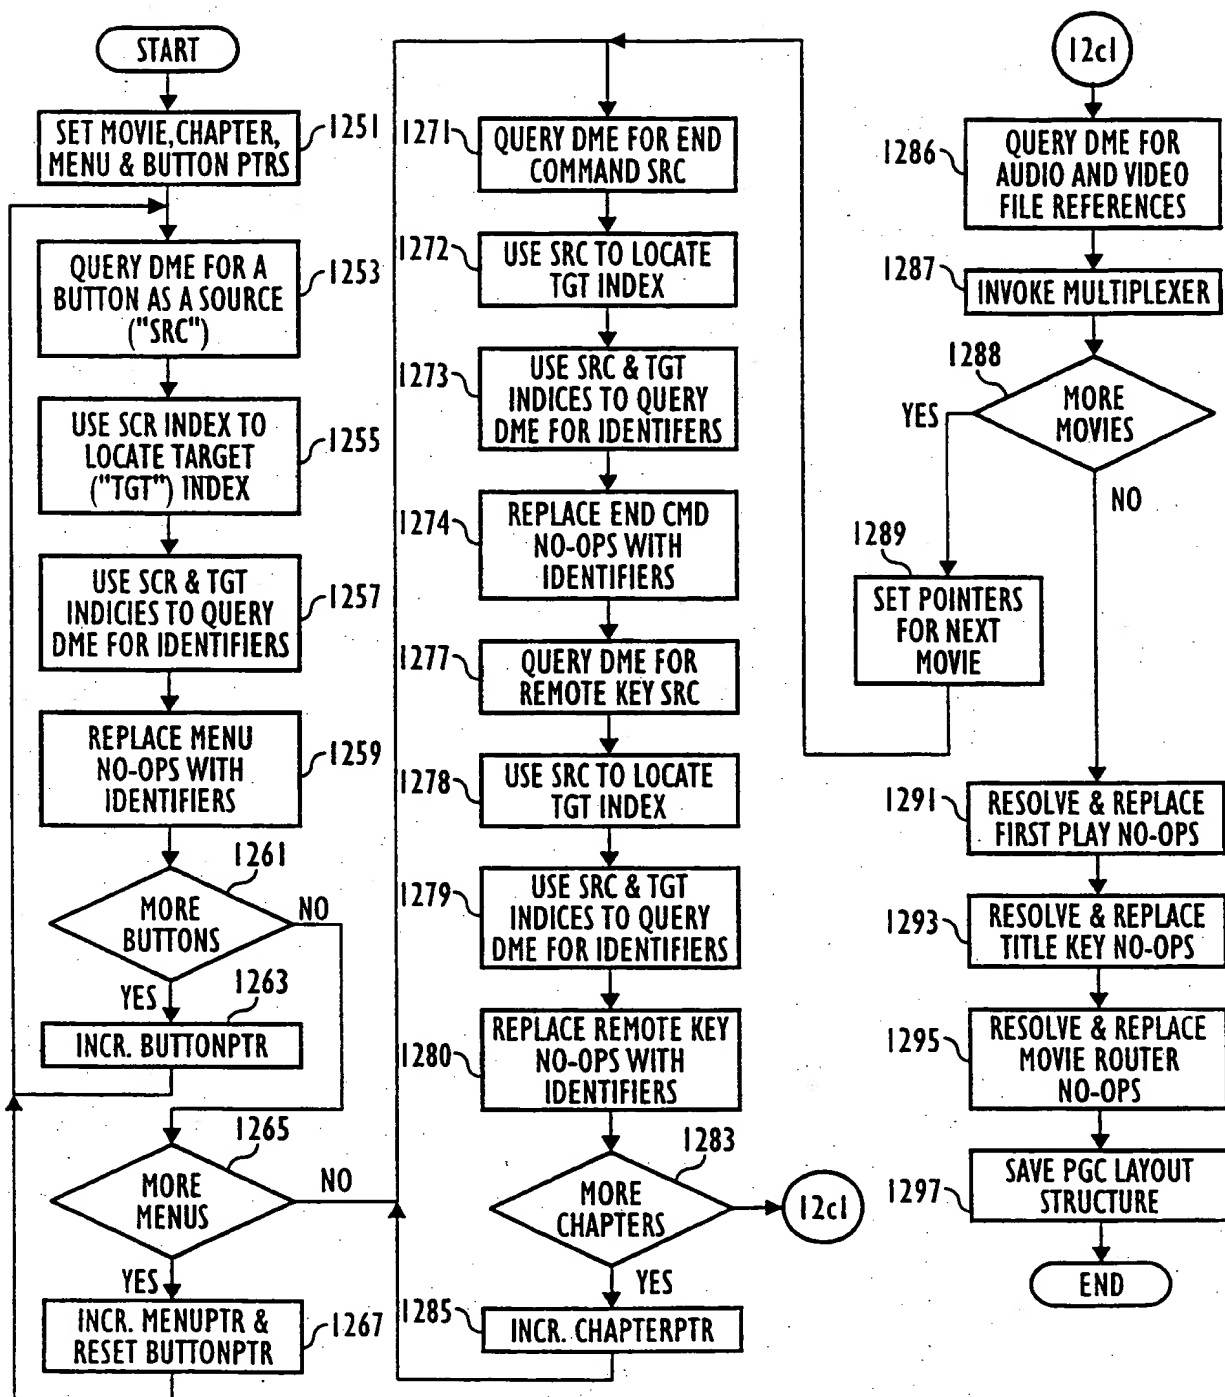 START
SET MOVIE, CHAPTER,
MENU & BUTTON PTRS
1251
QUERY DME FOR A
BUTTON AS A SOURCE
("SRC")
1253
USE SCR INDEX TO
LOCATE TARGET
("TGT") INDEX
1255
USE SCR & TGT
INDICIES TO QUERY
DME FOR IDENTIFIERS
1257
REPLACE MENU
NO-OPS WITH
IDENTIFIERS
1259
1261
MORE
BUTTONS
NO
YES
1263
INCR. BUTTONPTR
1265
MORE
MENUS
NO
YES
INCR. MENUPTR &
RESET BUTTONPTR
1267
1271
QUERY DME FOR END
COMMAND SRC
1272
USE SRC TO LOCATE
TGT INDEX
1273
USE SRC & TGT
INDICES TO QUERY
DME FOR IDENTIFERS
1274
REPLACE END CMD
NO-OPS WITH
IDENTIFIERS
1277
QUERY DME FOR
REMOTE KEY SRC
1278
USE SRC TO LOCATE
TGT INDEX
1279
USE SRC & TGT
INDICES TO QUERY
DME FOR IDENTIFIERS
1280
REPLACE REMOTE KEY
NO-OPS WITH
IDENTIFIERS
1283
MORE
CHAPTERS
12c1
YES
1285
INCR. CHAPTERPTR
12c1
1286
QUERY DME FOR
AUDIO AND VIDEO
FILE REFERENCES
1287
INVOKE MULTIPLEXER
1288
MORE
MOVIES
YES
NO
1289
SET POINTERS
FOR NEXT
MOVIE
1291
RESOLVE & REPLACE
FIRST PLAY NO-OPS
1293
RESOLVE & REPLACE
TITLE KEY NO-OPS
1295
RESOLVE & REPLACE
MOVIE ROUTER
NO-OPS
1297
SAVE PGC LAYOUT
STRUCTURE
END